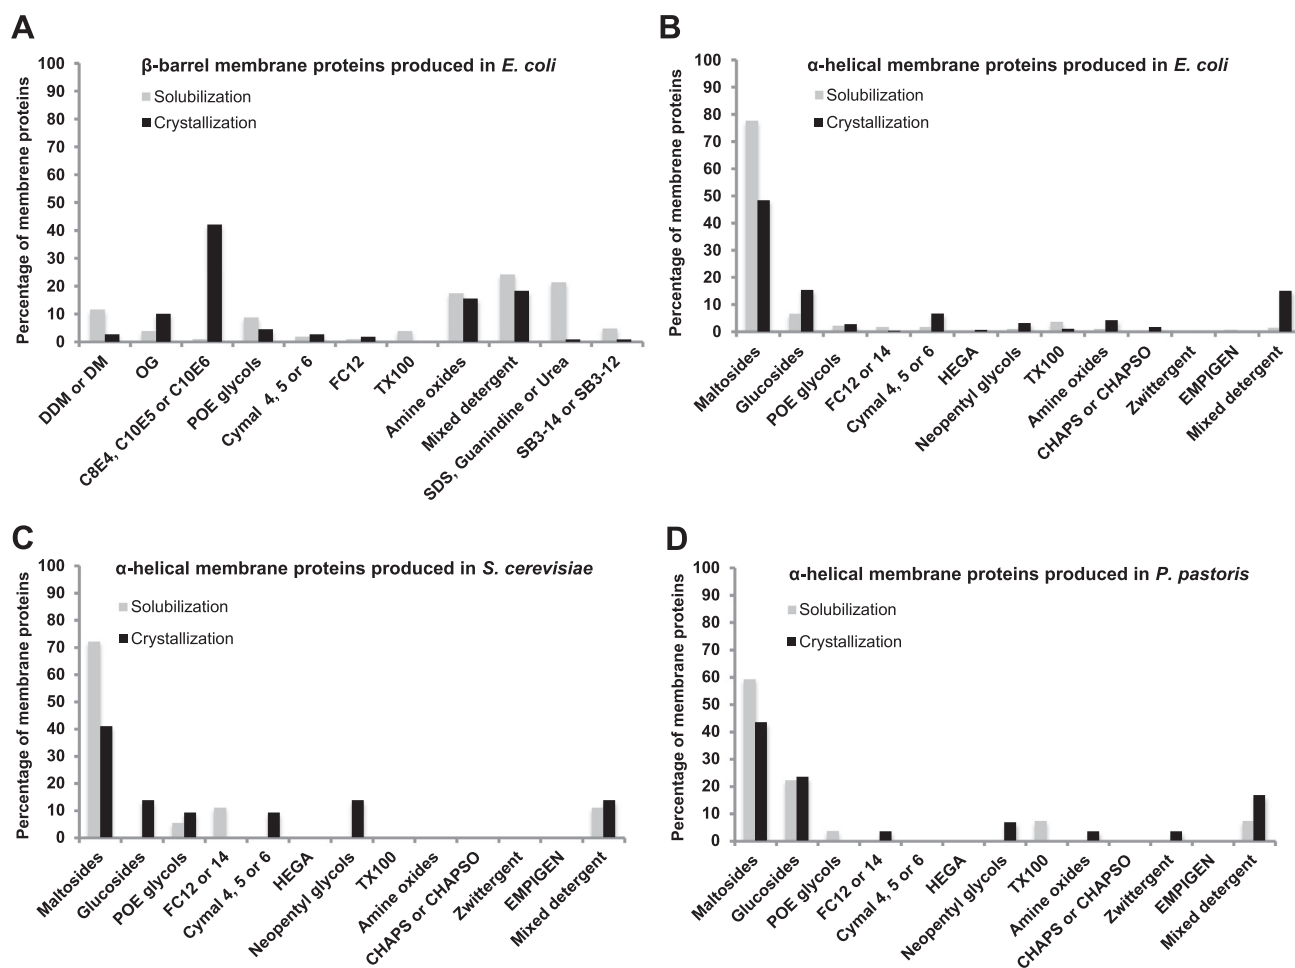 A
β-barrel membrane proteins produced in E. coli
Solubilization
Crystallization
Percentage of membrene proteins
100
90
80
70
60
50
40
30
20
10
0
DDM or DM
OG
C8E4, C10E5 or C10E6
POE glycols
Cymal 4, 5 or 6
FC12
TX100
Amine oxides
Mixed detergent
SDS, Guanindine or Urea
SB3-14 or SB3-12
B
α-helical membrane proteins produced in E. coli
Solubilization
Crystallization
Percentage of membrane proteins
100
90
80
70
60
50
40
30
20
10
0
Maltosides
Glucosides
POE glycols
FC12 or 14
Cymal 4, 5 or 6
HEGA
Neopentyl glycols
TX100
Amine oxides
CHAPS or CHAPSO
Zwittergent
EMPIGEN
Mixed detergent
C
α-helical membrane proteins produced in S. cerevisiae
Solubilization
Crystallization
Percentage of membrane proteins
100
90
80
70
60
50
40
30
20
10
0
Maltosides
Glucosides
POE glycols
FC12 or 14
Cymal 4, 5 or 6
HEGA
Neopentyl glycols
TX100
Amine oxides
CHAPS or CHAPSO
Zwittergent
EMPIGEN
Mixed detergent
D
α-helical membrane proteins produced in P. pastoris
Solubilization
Crystallization
Percentage of membrane proteins
100
90
80
70
60
50
40
30
20
10
0
Maltosides
Glucosides
POE glycols
FC12 or 14
Cymal 4, 5 or 6
HEGA
Neopentyl glycols
TX100
Amine oxides
CHAPS or CHAPSO
Zwittergent
EMPIGEN
Mixed detergent